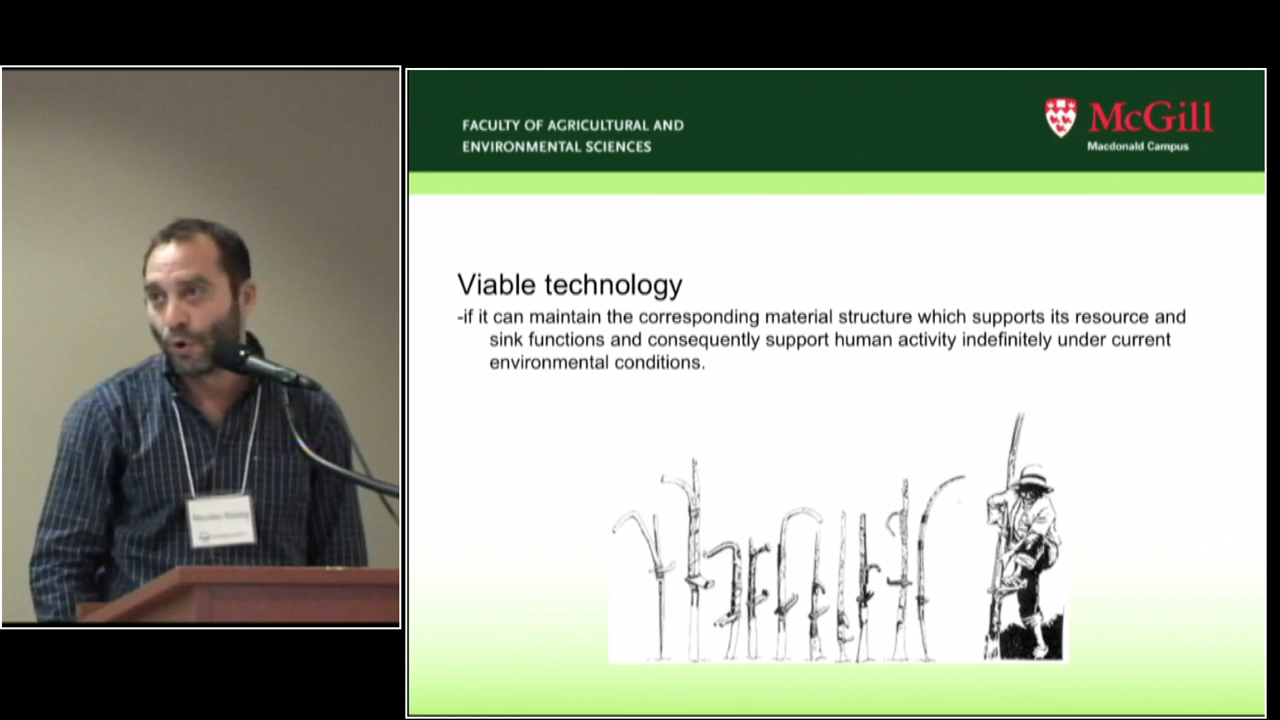 FACULTY OF AGRICULTURAL AND
ENVIRONMENTAL SCIENCES
McGill
Macdonald Campus
Viable technology
-if it can maintain the corresponding material structure which supports its resource and
sink functions and consequently support human activity indefinitely under current
environmental conditions.